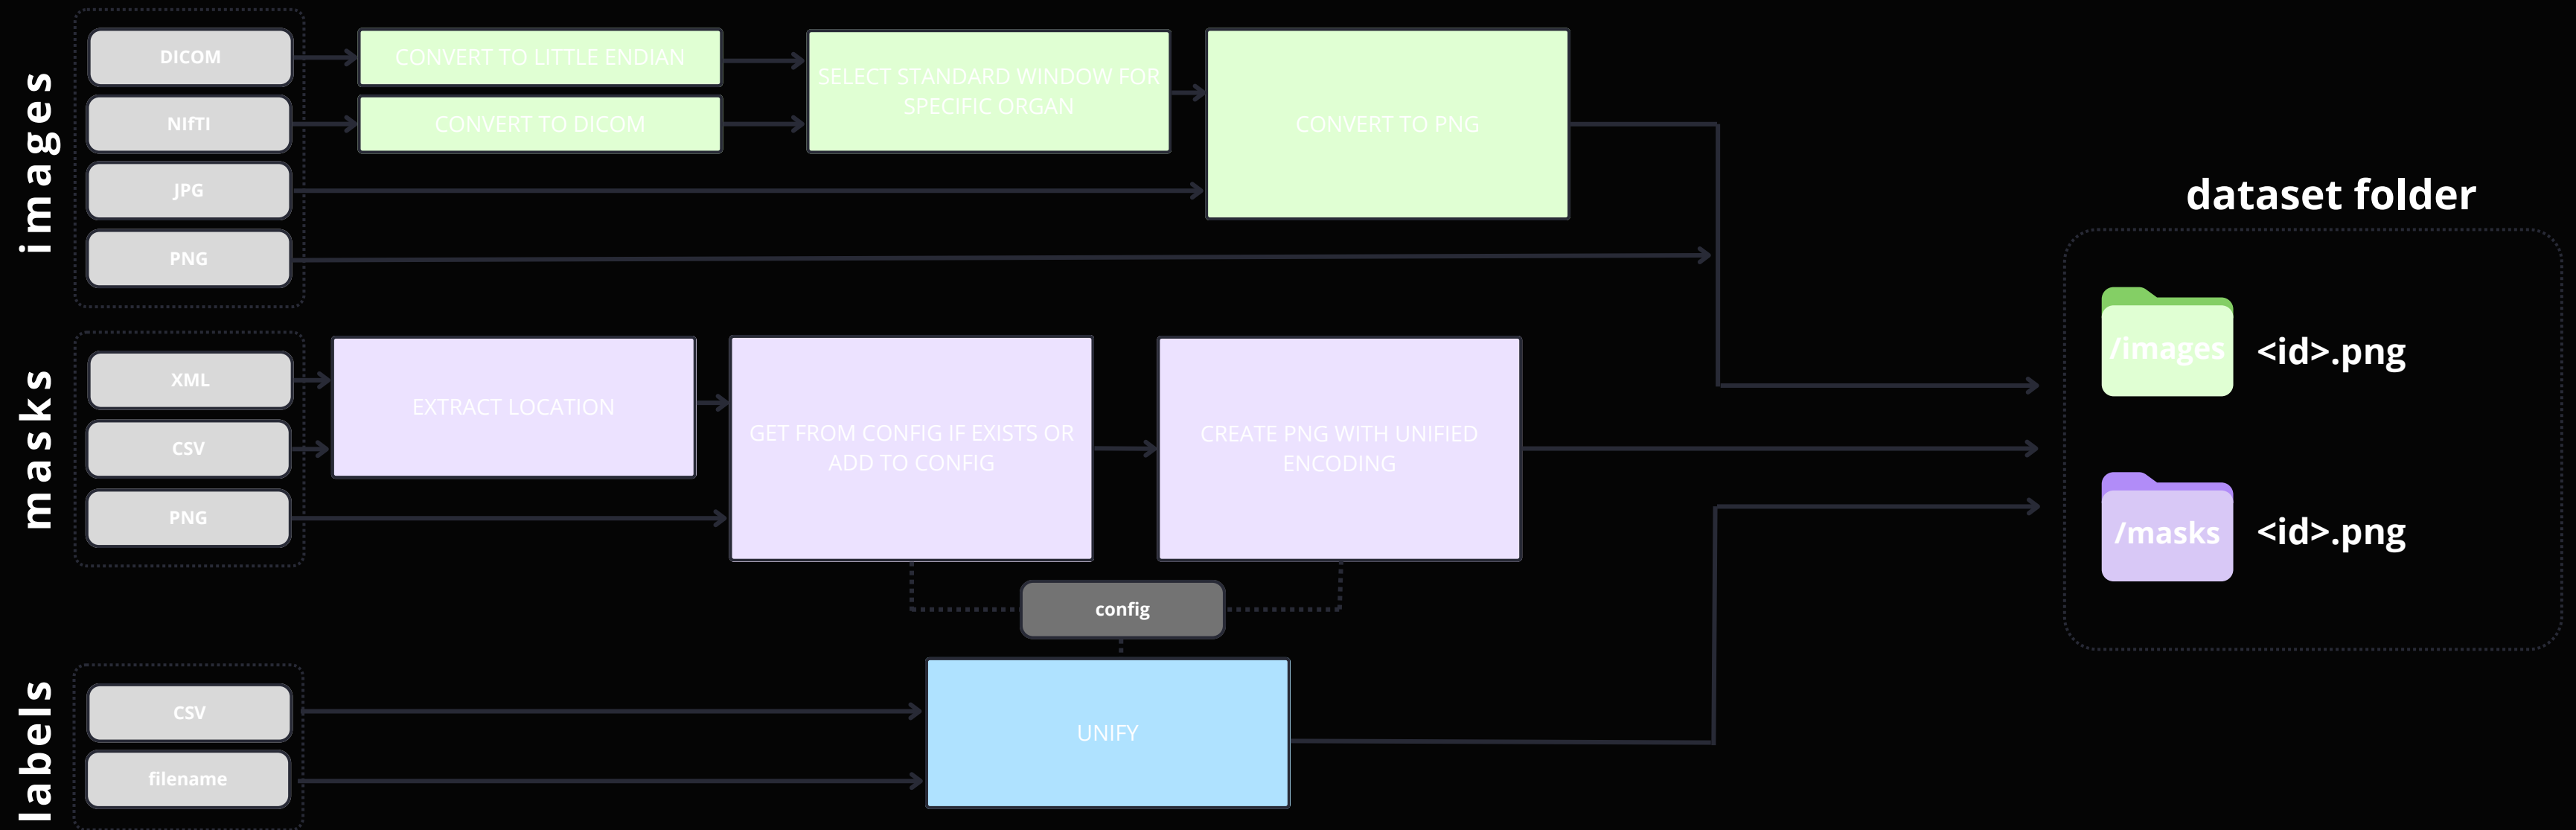 images
DICOM
CONVERT TO LITTLE ENDIAN
SELECT STANDARD WINDOW FOR
SPECIFIC ORGAN
CONVERT TO PNG
NIfTI
CONVERT TO DICOM
JPG
PNG
masks
XML
EXTRACT LOCATION
GET FROM CONFIG IF EXISTS OR
ADD TO CONFIG
CREATE PNG WITH UNIFIED
ENCODING
CSV
PNG
config
labels
CSV
UNIFY
filename
dataset folder
/images
<id>.png
/masks
<id>.png